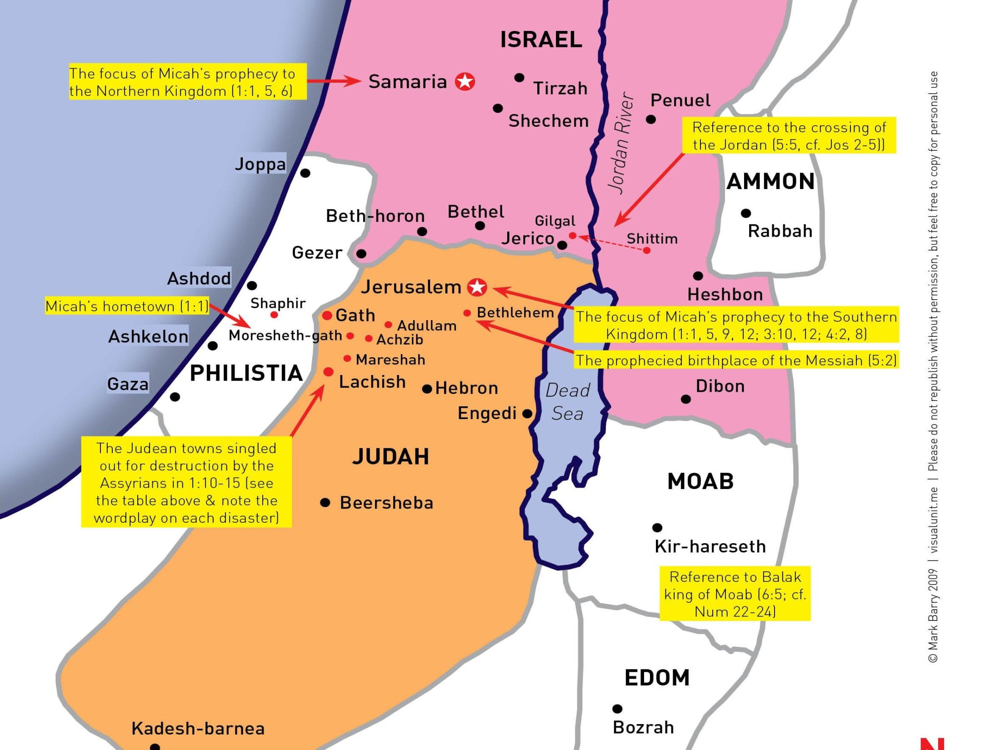 ISRAEL
The focus of Micah's prophecy to
the Northern Kingdom (1:1, 5, 6)
Samaria
Tirzah
Shechem
Jordan River
Penuel
Reference to the crossing of
the Jordan (5:5, cf. Jos 2-5))
Joppa
AMMON
Rabbah
Beth-horon
Bethel
Gilgal
Jerico
Shittim
Gezer
Ashdod
Jerusalem
Heshbon
Micah's hometown (1:1)
Shaphir
Gath
Bethlehem
The focus of Micah's prophecy to the Southern
Kingdom (1:1, 5, 9, 12; 3:10, 12; 4:2, 8)
Adullam
Ashkelon
Moresheth-gath
Achzib
Mareshah
The prophecied birthplace of the Messiah (5:2)
PHILISTIA
Lachish
Gaza
Hebron
Dead
Sea
Dibon
Engedi
The Judean towns singled
out for destruction by the
Assyrians in 1:10-15 (see
the table above & note the
wordplay on each disaster)
JUDAH
MOAB
Beersheba
Kir-hareseth
Reference to Balak
king of Moab (6:5; cf.
Num 22-24)
EDOM
Bozrah
Kadesh-barnea
© Mark Barry 2009 | visualunit.me | Please do not republish without permission, but feel free to copy for personal use
N